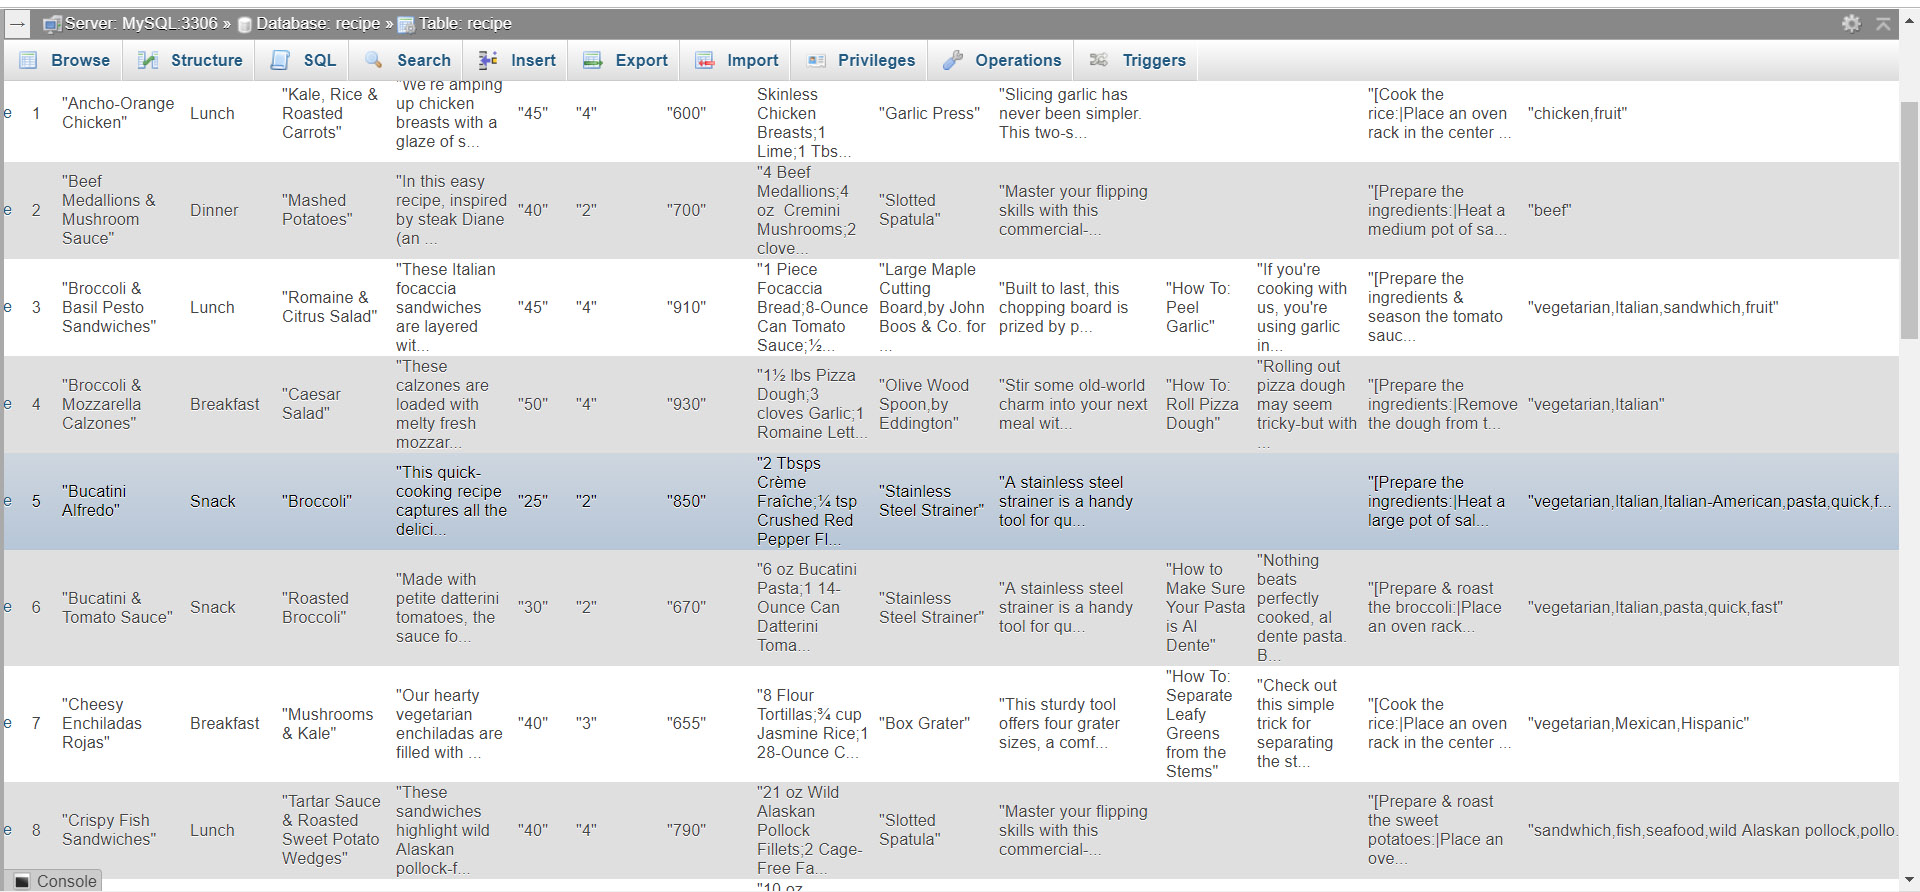 Server: MySQL:3306 » Database: recipe » Table: recipe
Browse Structure SQL Search Insert Export Import Privileges Operations Triggers
e 1 "Ancho-Orange
Chicken"
Lunch
"Kale, Rice &
Roasted
Carrots"
"We're amping
up chicken
breasts with a
glaze of s...
"45" "4" "600"
Skinless
Chicken
Breasts;1
Lime;1 Tbs...
"Garlic Press"
"Slicing garlic has
never been simpler.
This two-s...
"[Cook the
rice:|Place an oven
rack in the center ...
"chicken,fruit"
e 2 "Beef
Medallions &
Mushroom
Sauce"
Dinner
"Mashed
Potatoes"
"In this easy
recipe, inspired
by steak Diane
(an ...
"40" "2" "700"
"4 Beef
Medallions;4
oz  Cremini
Mushrooms;2
clove...
"Slotted
Spatula"
"Master your flipping
skills with this
commercial-...
"[Prepare the
ingredients:|Heat a
medium pot of sa...
"beef"
e 3 "Broccoli &
Basil Pesto
Sandwiches"
Lunch
"Romaine &
Citrus Salad"
"These Italian
focaccia
sandwiches
are layered
wit...
"45" "4" "910"
"1 Piece
Focaccia
Bread;8-Ounce
Can Tomato
Sauce;½...
"Large Maple
Cutting
Board,by John
Boos & Co. for
...
"Built to last, this
chopping board is
prized by p...
"How To:
Peel
Garlic"
"If you're
cooking with
us, you're
using garlic
in...
"[Prepare the
ingredients &
season the tomato
sauc...
"vegetarian,Italian,sandwhich,fruit"
e 4 "Broccoli &
Mozzarella
Calzones"
Breakfast
"Caesar
Salad"
"These
calzones are
loaded with
melty fresh
mozzar...
"50" "4" "930"
"1½ lbs Pizza
Dough;3
cloves Garlic;1
Romaine Lett...
"Olive Wood
Spoon,by
Eddington"
"Stir some old-world
charm into your next
meal wit...
"How To:
Roll Pizza
Dough"
"Rolling out
pizza dough
may seem
tricky-but with
...
"[Prepare the
ingredients:|Remove
the dough from t...
"vegetarian,Italian"
e 5 "Bucatini
Alfredo"
Snack
"Broccoli"
"This quick-
cooking recipe
captures all the
delici...
"25" "2" "850"
"2 Tbsps
Crème
Fraîche;¼ tsp
Crushed Red
Pepper Fl...
"Stainless
Steel Strainer"
"A stainless steel
strainer is a handy
tool for qu...
"[Prepare the
ingredients:|Heat a
large pot of sal...
"vegetarian,Italian,Italian-American,pasta,quick,f...
e 6 "Bucatini &
Tomato Sauce"
Snack
"Roasted
Broccoli"
"Made with
petite datterini
tomatoes, the
sauce fo...
"30" "2" "670"
"6 oz Bucatini
Pasta;1 14-
Ounce Can
Datterini
Toma...
"Stainless
Steel Strainer"
"A stainless steel
strainer is a handy
tool for qu...
"How to
Make Sure
Your Pasta
is Al
Dente"
"Nothing
beats
perfectly
cooked, al
dente pasta.
B...
"[Prepare & roast
the broccoli:|Place
an oven rack...
"vegetarian,Italian,pasta,quick,fast"
e 7 "Cheesy
Enchiladas
Rojas"
Breakfast
"Mushrooms
& Kale"
"Our hearty
vegetarian
enchiladas are
filled with ...
"40" "3" "655"
"8 Flour
Tortillas;¾ cup
Jasmine Rice;1
28-Ounce C...
"Box Grater"
"This sturdy tool
offers four grater
sizes, a comf...
"How To:
Separate
Leafy
Greens
from the
Stems"
"Check out
this simple
trick for
separating
the st...
"[Cook the
rice:|Place an oven
rack in the center ...
"vegetarian,Mexican,Hispanic"
e 8 "Crispy Fish
Sandwiches"
Lunch
"Tartar Sauce
& Roasted
Sweet Potato
Wedges"
"These
sandwiches
highlight wild
Alaskan
pollock-f...
"40" "4" "790"
"21 oz Wild
Alaskan
Pollock
Fillets;2 Cage-
Free Fa...
"Slotted
Spatula"
"Master your flipping
skills with this
commercial-...
"[Prepare & roast
the sweet
potatoes:|Place an
ove...
"sandwhich,fish,seafood,wild Alaskan pollock,pollo.
"10 oz
Console